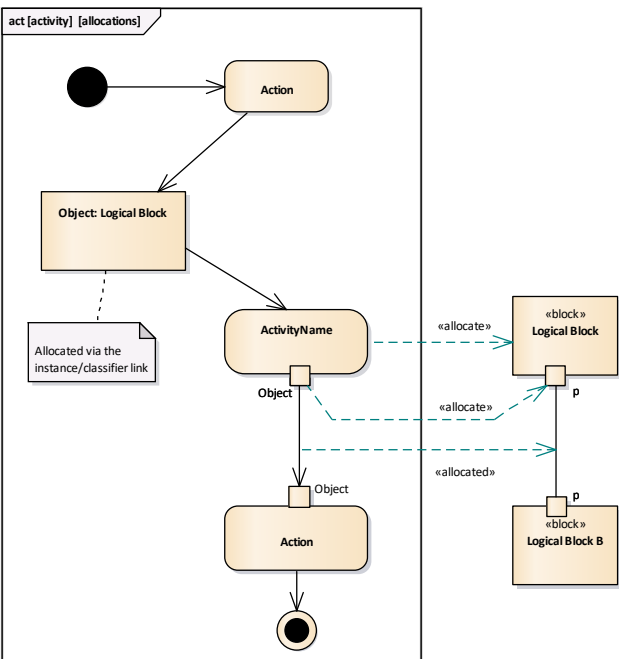 act [activity] [allocations]
Action
Object: Logical Block
Allocated via the
instance/classifier link
ActivityName
Object
Object
Action
«allocate»
«allocate»
«allocated»
«block»
Logical Block
p
p
«block»
Logical Block B